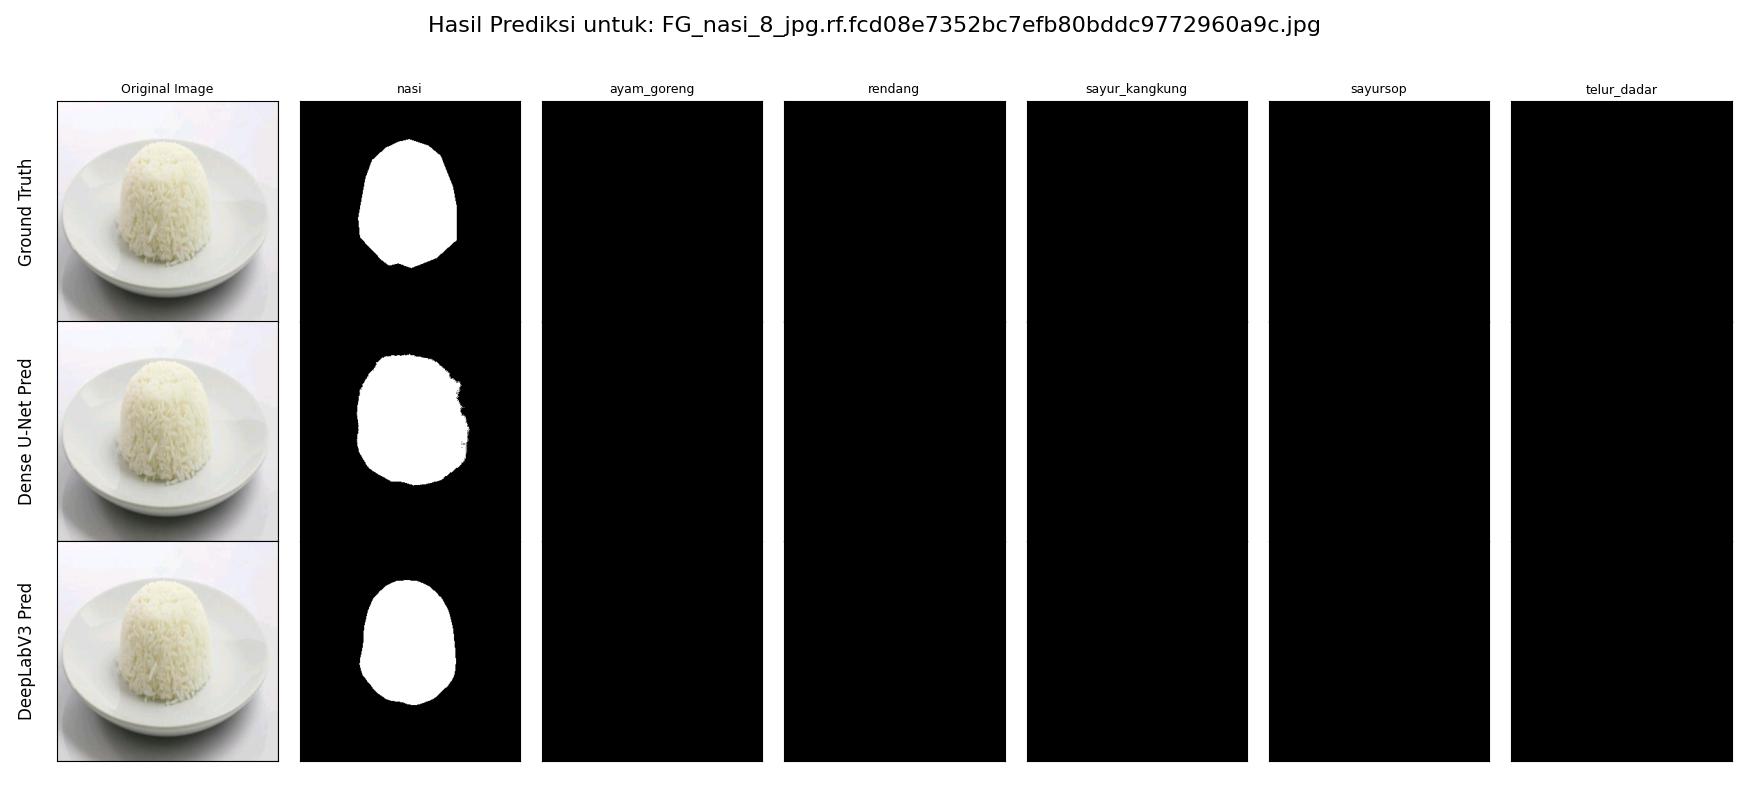 Hasil Prediksi untuk: FG_nasi_8_jpg.rf.fcd08e7352bc7efb80bddc9772960a9c.jpg
Original Image nasi ayam_goreng rendang sayur_kangkung sayursop telur_dadar
Ground Truth
Dense U-Net Pred
DeepLabV3 Pred